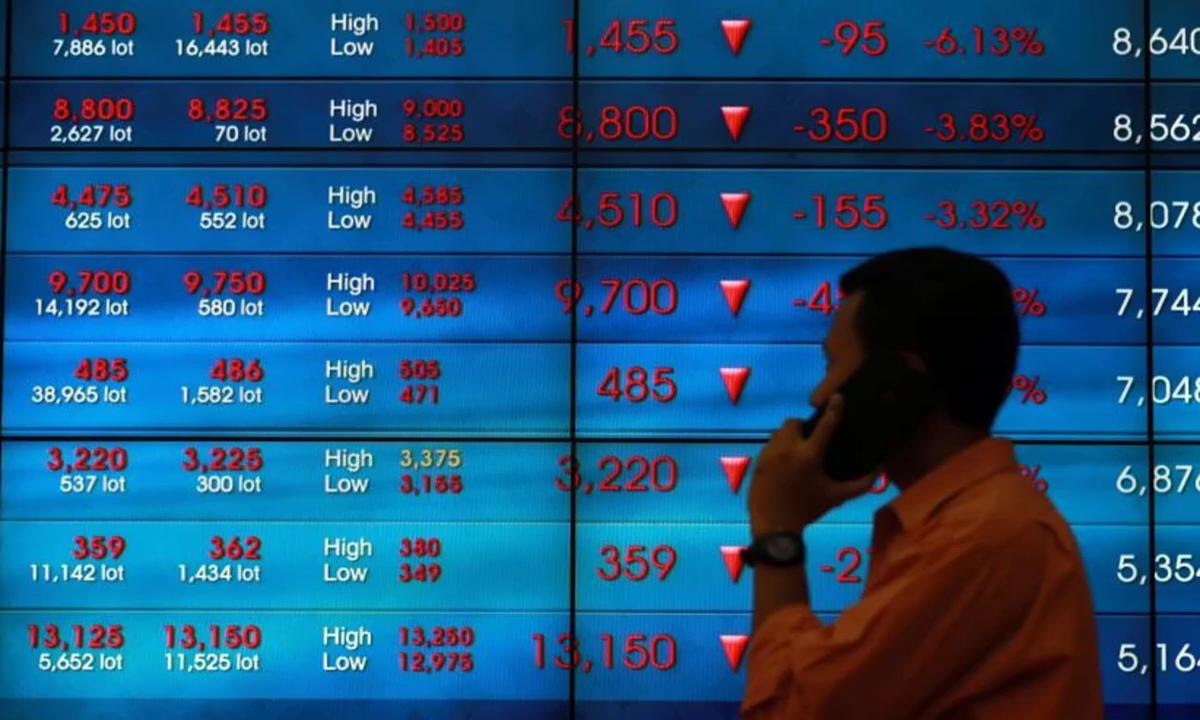 1,450 1,455 High 1,500 1,455 -95 -6.13% 8,640
7,886 lot 16,443 lot Low 1,405
8,800 8,825 High 9,000 8,800 -350 -3.83% 8,562
2,627 lot 70 lot Low 8,525
4,475 4,510 High 4,585 4,510 -155 -3.32% 8,078
625 lot 552 lot Low 4,455
9,700 9,750 High 10,025 9,700 -4 % 7,744
14,192 lot 580 lot Low 9,650
485 486 High 505 485 % 7,048
38,965 lot 1,582 lot Low 471
3,220 3,225 High 3,375 3,220 0 % 6,876
537 lot 300 lot Low 3,155
359 362 High 380 359 -2 5,354
11,142 lot 1,434 lot Low 349
13,125 13,150 High 13,250 13,150 5,164
5,652 lot 11,525 lot Low 12,975